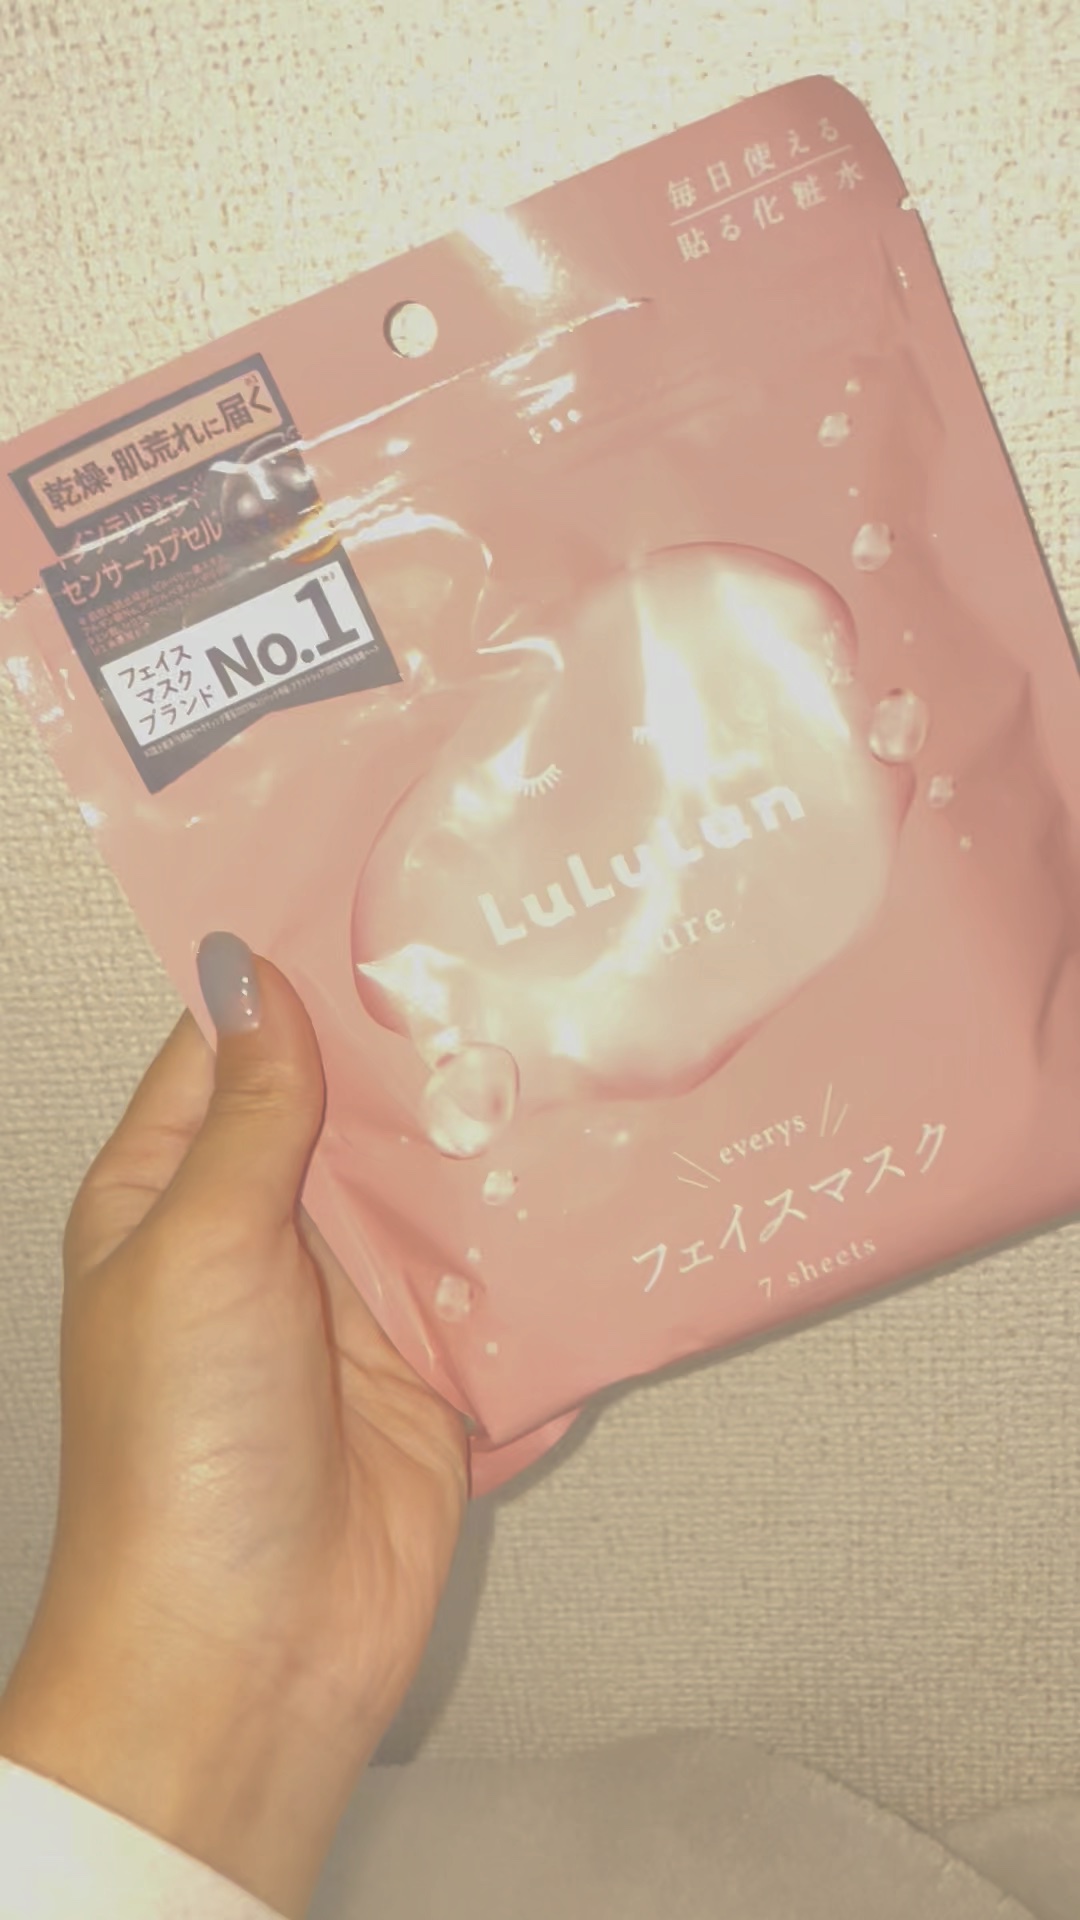 毎日使える
貼る化粧水
乾燥・肌荒れに届く
インテリジェント
センサーカプセル
フェイス
マスク
ブランド
No.1
LuLuLun
everys
フェイスマスク
7 sheets